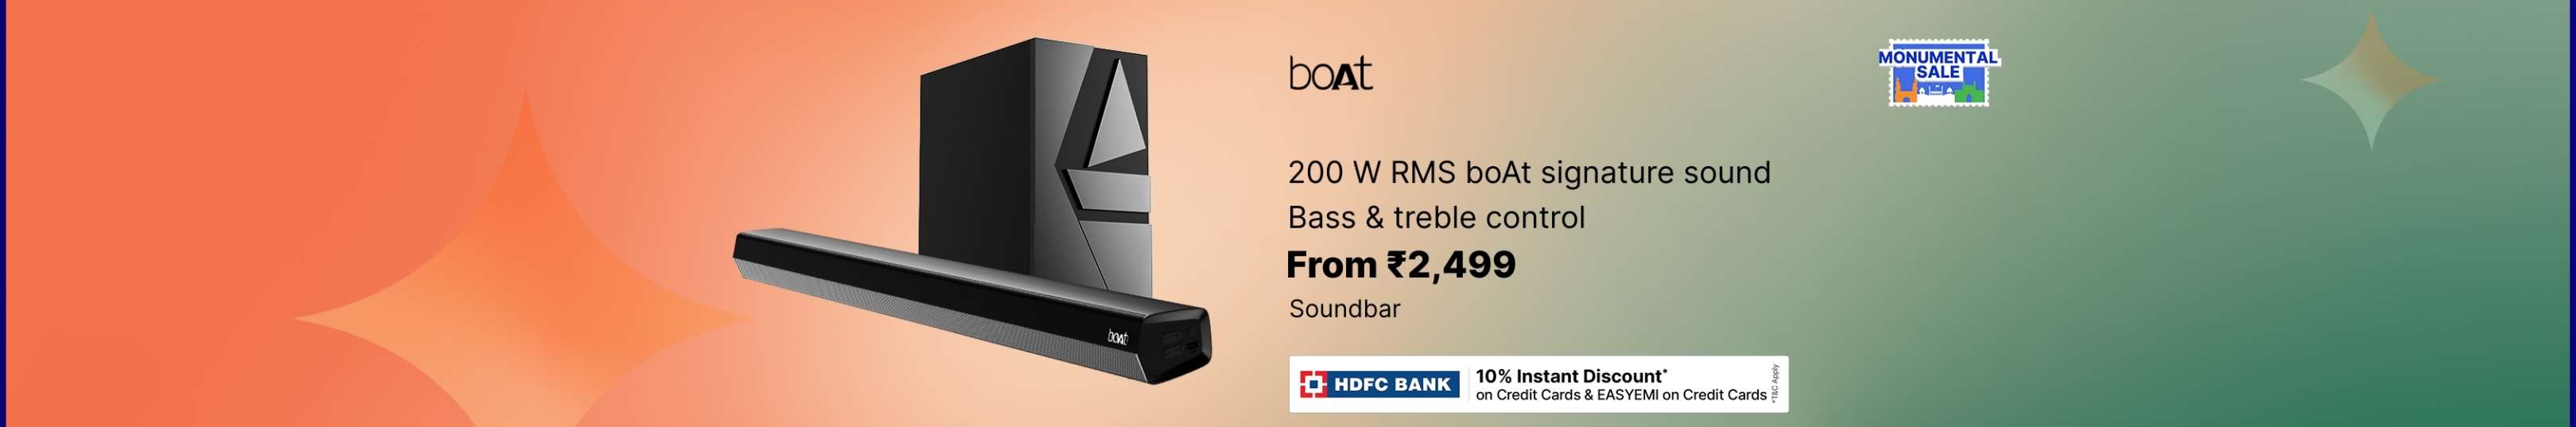 boAt
MONUMENTAL
SALE
200 W RMS boAt signature sound
Bass & treble control
From ₹2,499
Soundbar
boAt
HDFC BANK
10% Instant Discount*
on Credit Cards & EASYEMI on Credit Cards
*T&C Apply